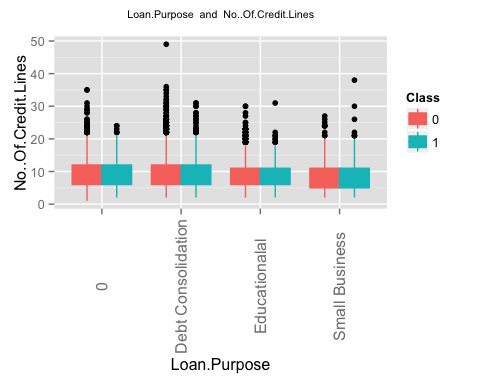 Loan.Purpose and No..Of.Credit.Lines
No..Of.Credit.Lines
50
40
30
20
10
0
0
Debt Consolidation
Educationalal
Small Business
Loan.Purpose
Class
0
1